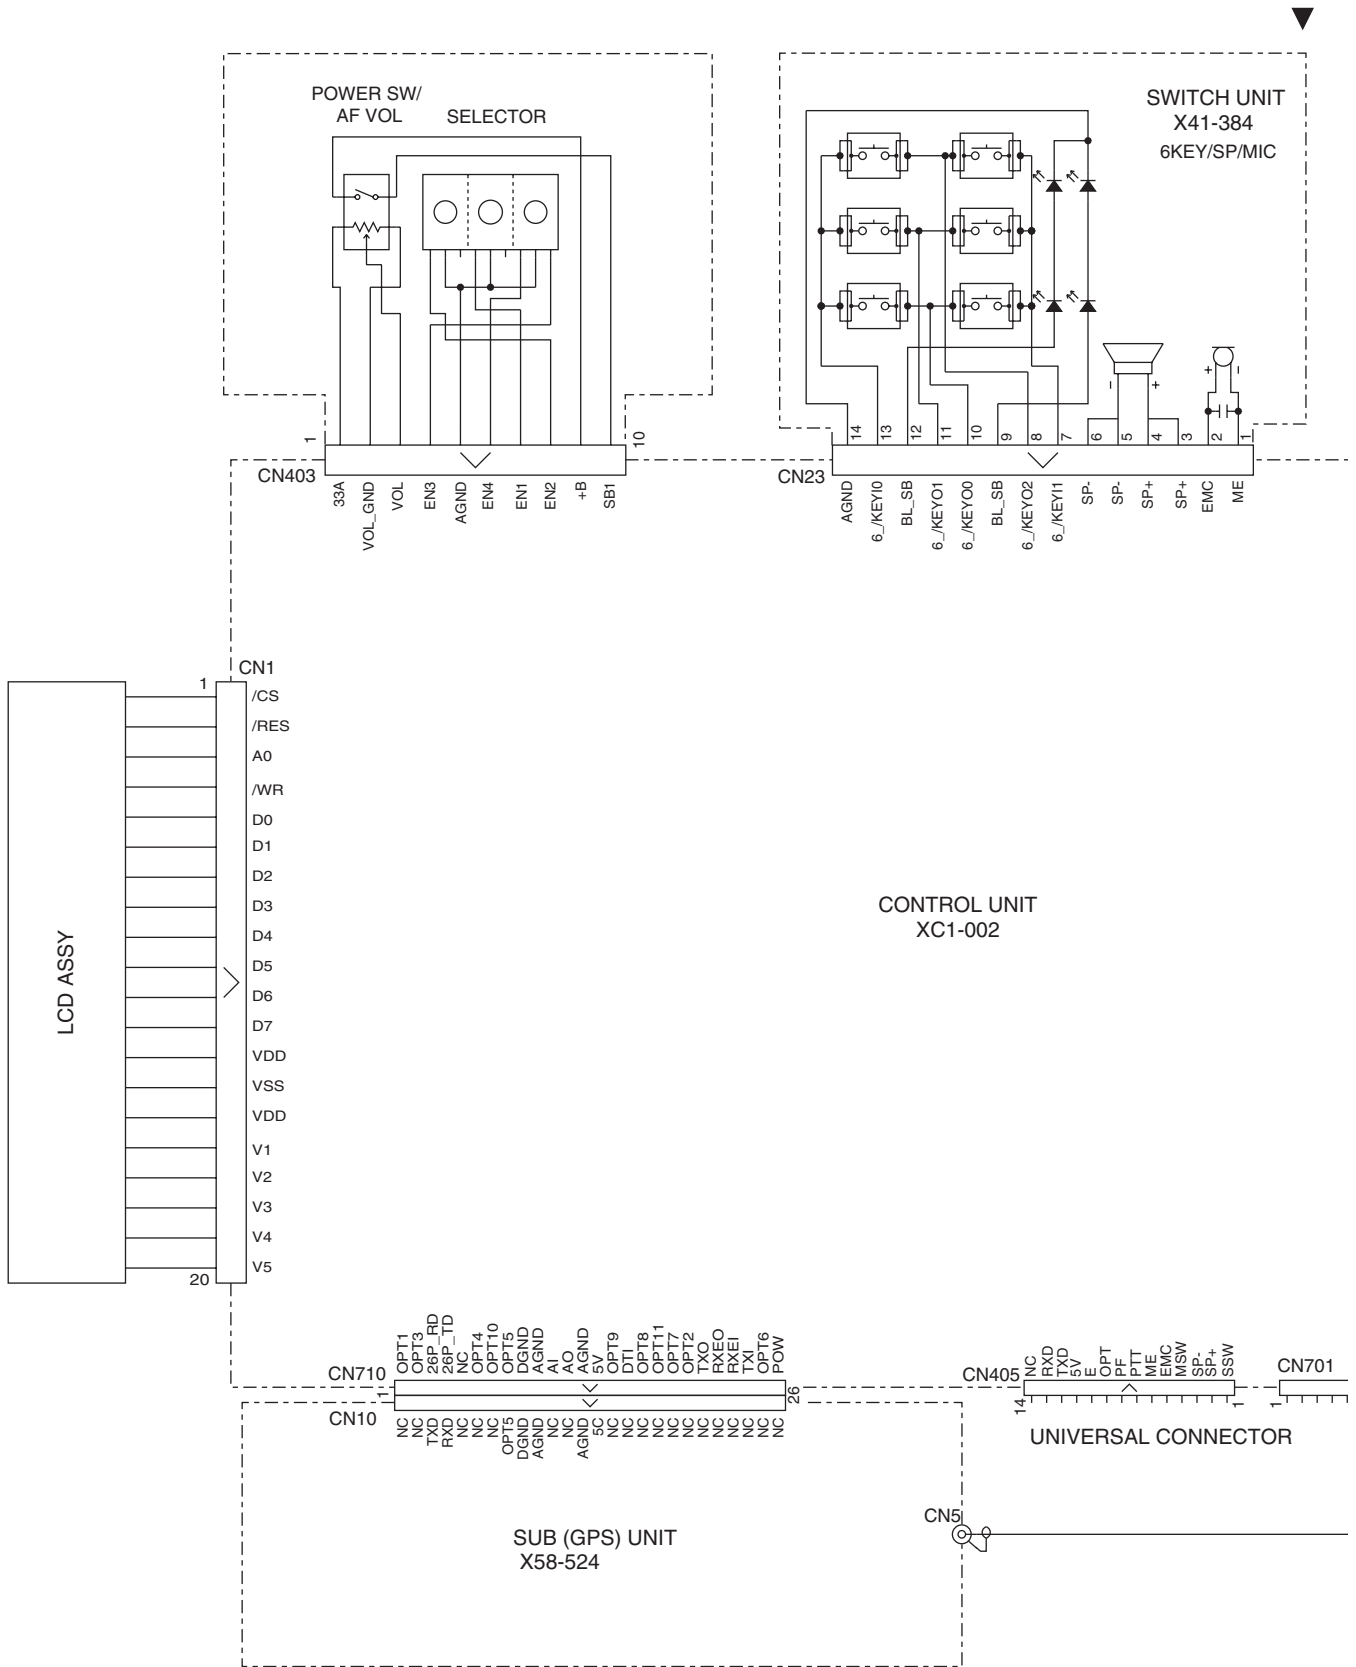 POWER SW/
AF VOL
SELECTOR
SWITCH UNIT
X41-384
6KEY/SP/MIC
- + + -
1 10
14 13 12 11 10 9 8 7 6 5 4 3 2 1
CN403
33A VOL_GND VOL EN3 AGND EN4 EN1 EN2 +B SB1
CN23
AGND 6_/KEYI0 BL_SB 6_/KEYO1 6_/KEYO0 BL_SB 6_/KEYO2 6_/KEYI1 SP- SP- SP+ SP+ EMC ME
CN1
1
/CS
/RES
A0
/WR
D0
D1
D2
D3
D4
D5
D6
D7
VDD
VSS
VDD
V1
V2
V3
V4
V5
20
LCD ASSY
CONTROL UNIT
XC1-002
OPT1 OPT3 26P_RD 26P_TD NC OPT4 OPT10 OPT5 DGND AGND AI AO AGND 5V OPT9 DTI OPT8 OPT11 OPT7 OPT2 TXO RXEO RXEI TXI OPT6 POW
CN710
1 26
CN10
NC NC TXD RXD NC NC NC OPT5 DGND AGND NC NC AGND 5C NC NC NC NC NC NC NC NC NC NC NC NC
NC RXD TXD 5V E OPT PF PTT ME EMC MSW SP- SP+ SSW
CN405
14 1
CN701
1
UNIVERSAL CONNECTOR
CN5
SUB (GPS) UNIT
X58-524